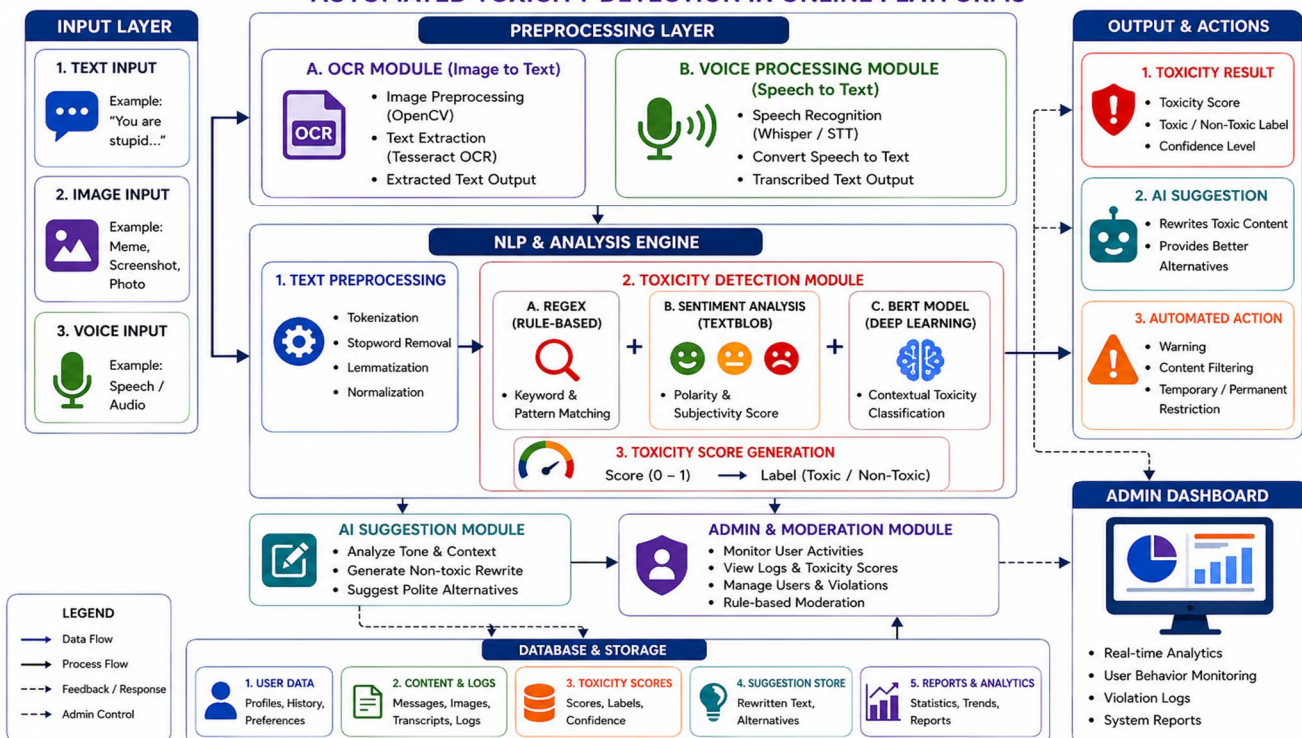 AUTOMATED TOXICITY DETECTION IN ONLINE PLATFORMS
INPUT LAYER
1. TEXT INPUT
Example:
"You are
stupid..."
2. IMAGE INPUT
Example:
Meme,
Screenshot,
Photo
3. VOICE INPUT
Example:
Speech /
Audio
PREPROCESSING LAYER
A. OCR MODULE (Image to Text)
OCR
• Image Preprocessing
(OpenCV)
• Text Extraction
(Tesseract OCR)
• Extracted Text Output
B. VOICE PROCESSING MODULE
(Speech to Text)
• Speech Recognition
(Whisper / STT)
• Convert Speech to Text
• Transcribed Text Output
NLP & ANALYSIS ENGINE
1. TEXT PREPROCESSING
• Tokenization
• Stopword Removal
• Lemmatization
• Normalization
2. TOXICITY DETECTION MODULE
A. REGEX
(RULE-BASED)
• Keyword &
Pattern Matching
+
B. SENTIMENT ANALYSIS
(TEXTBLOB)
• Polarity &
Subjectivity Score
+
C. BERT MODEL
(DEEP LEARNING)
• Contextual Toxicity
Classification
3. TOXICITY SCORE GENERATION
Score (0 – 1) → Label (Toxic / Non-Toxic)
OUTPUT & ACTIONS
1. TOXICITY RESULT
• Toxicity Score
• Toxic / Non-Toxic Label
• Confidence Level
2. AI SUGGESTION
• Rewrites Toxic Content
• Provides Better
Alternatives
3. AUTOMATED ACTION
• Warning
• Content Filtering
• Temporary / Permanent
Restriction
AI SUGGESTION MODULE
• Analyze Tone & Context
• Generate Non-toxic Rewrite
• Suggest Polite Alternatives
ADMIN & MODERATION MODULE
• Monitor User Activities
• View Logs & Toxicity Scores
• Manage Users & Violations
• Rule-based Moderation
ADMIN DASHBOARD
• Real-time Analytics
• User Behavior Monitoring
• Violation Logs
• System Reports
LEGEND
Data Flow
Process Flow
Feedback / Response
Admin Control
DATABASE & STORAGE
1. USER DATA
Profiles, History,
Preferences
2. CONTENT & LOGS
Messages, Images,
Transcripts, Logs
3. TOXICITY SCORES
Scores, Labels,
Confidence
4. SUGGESTION STORE
Rewritten Text,
Alternatives
5. REPORTS & ANALYTICS
Statistics, Trends,
Reports